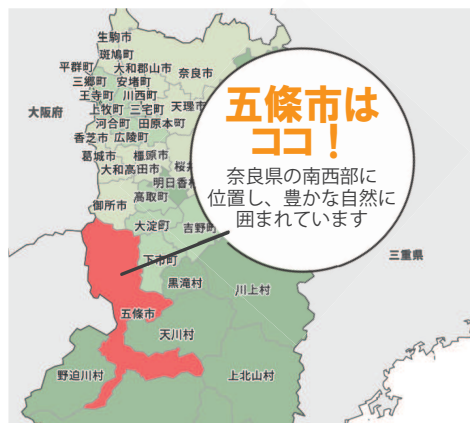 生駒市
斑鳩町
平群町
大和郡山市
奈良市
三郷町
安堵町
王寺町
川西町
大阪府
上牧町
三宅町
天理市
河合町
田原本町
香芝市
広陵町
葛城市
橿原市
桜井
大和高田市
明日香村
高取町
御所市
大淀町
吉野町
下市町
五條市は
ココ！
奈良県の南西部に
位置し、豊かな自然に
囲まれています
三重県
黒滝村
川上村
五條市
天川村
野迫川村
上北山村